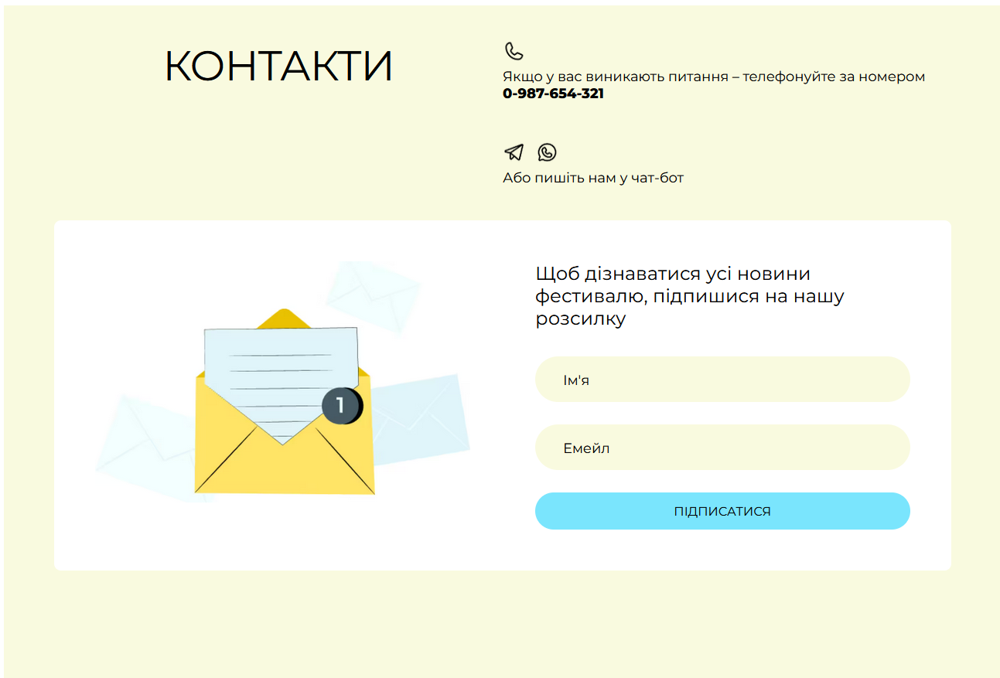 КОНТАКТИ
Якщо у вас виникають питання – телефонуйте за номером
0-987-654-321
Або пишіть нам у чат-бот
1
Щоб дізнаватися усі новини
фестивалю, підпишися на нашу
розсилку
Ім'я
Емейл
ПІДПИСАТИСЯ